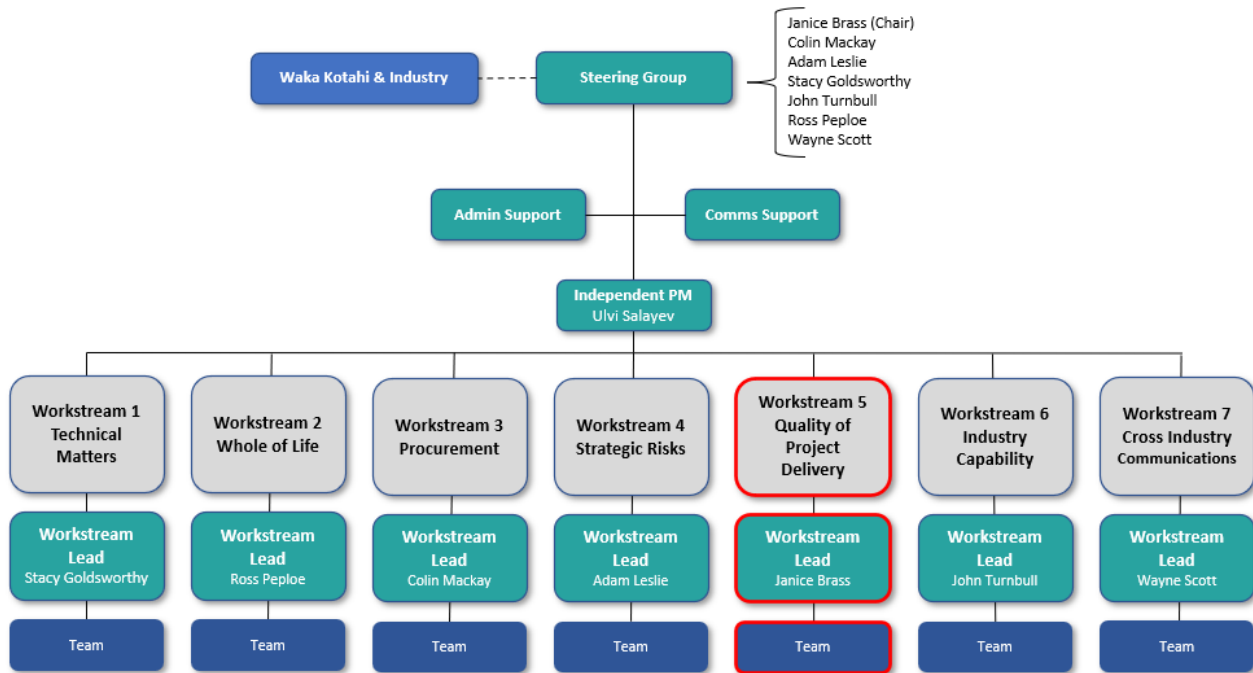 Janice Brass (Chair)
Colin Mackay
Adam Leslie
Stacy Goldsworthy
John Turnbull
Ross Peploe
Wayne Scott
Waka Kotahi & Industry
Steering Group
Admin Support
Comms Support
Independent PM
Ulvi Salayev
Workstream 1
Technical
Matters
Workstream 2
Whole of Life
Workstream 3
Procurement
Workstream 4
Strategic Risks
Workstream 5
Quality of
Project
Delivery
Workstream 6
Industry
Capability
Workstream 7
Cross Industry
Communications
Workstream
Lead
Stacy Goldsworthy
Workstream
Lead
Ross Peploe
Workstream
Lead
Colin Mackay
Workstream
Lead
Adam Leslie
Workstream
Lead
Janice Brass
Workstream
Lead
John Turnbull
Workstream
Lead
Wayne Scott
Team
Team
Team
Team
Team
Team
Team